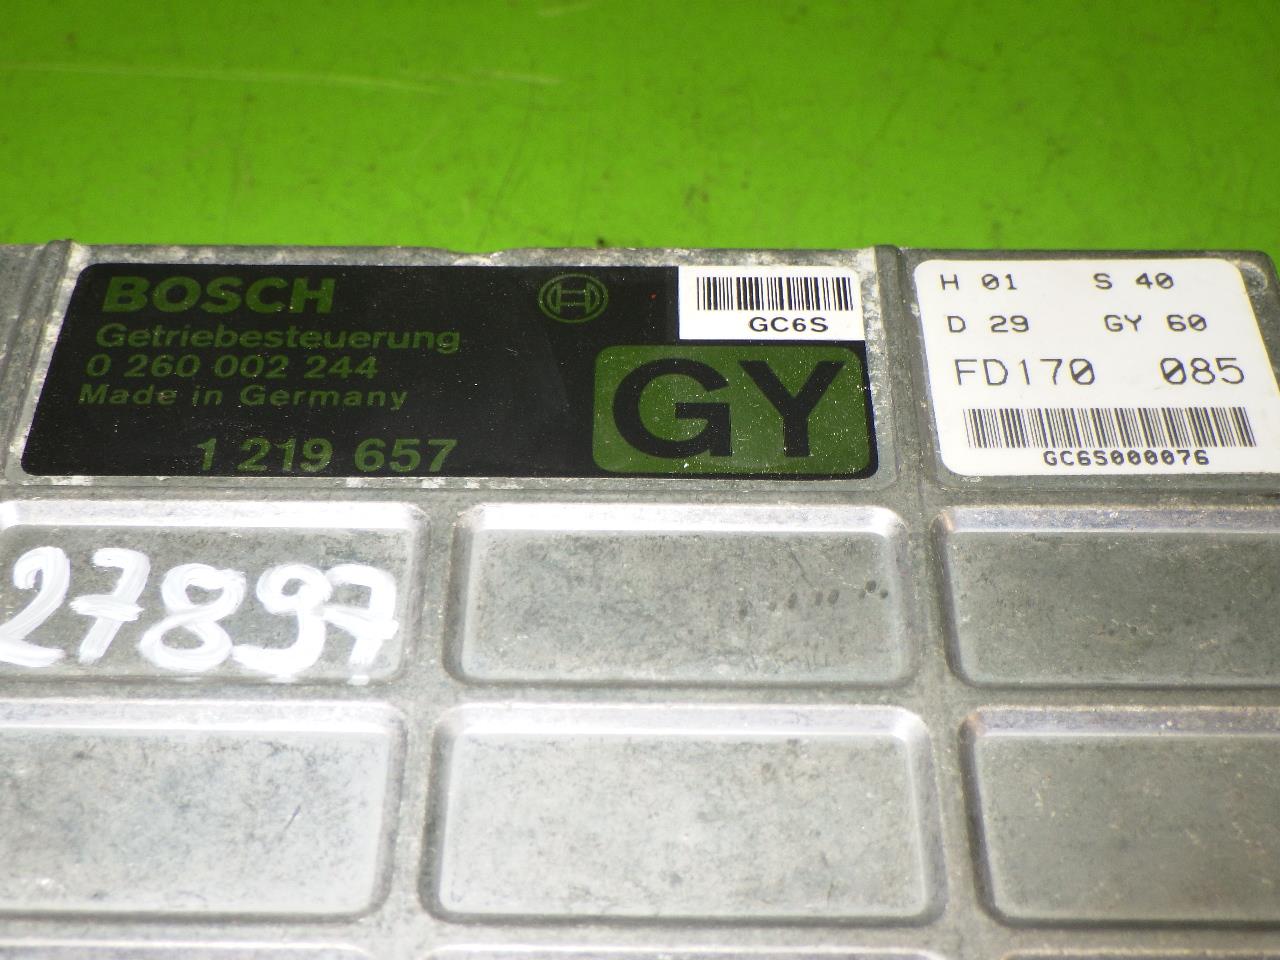 BOSCH
Getriebesteuerung
0 260 002 244
Made in Germany
1 219 657
GC6S
GY
H 01 S 40
D 29 GY 60
FD170 085
GC6S000076
27897